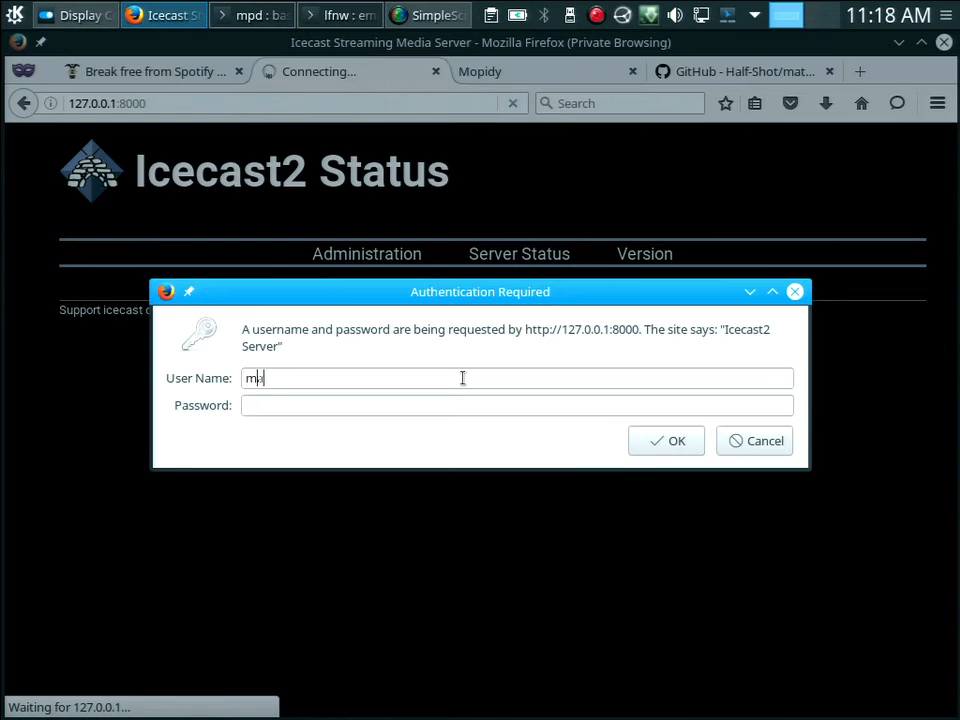 Display C
Icecast S
mpd : bas
lfnw : em
SimpleSc
11:18 AM
Icecast Streaming Media Server - Mozilla Firefox (Private Browsing)
Break free from Spotify ...
Connecting...
Mopidy
GitHub - Half-Shot/mat...
127.0.0.1:8000
Search
Icecast2 Status
Administration
Server Status
Version
Support icecast
Authentication Required
A username and password are being requested by http://127.0.0.1:8000. The site says: "Icecast2
Server"
User Name:
Password:
OK
Cancel
Waiting for 127.0.0.1...